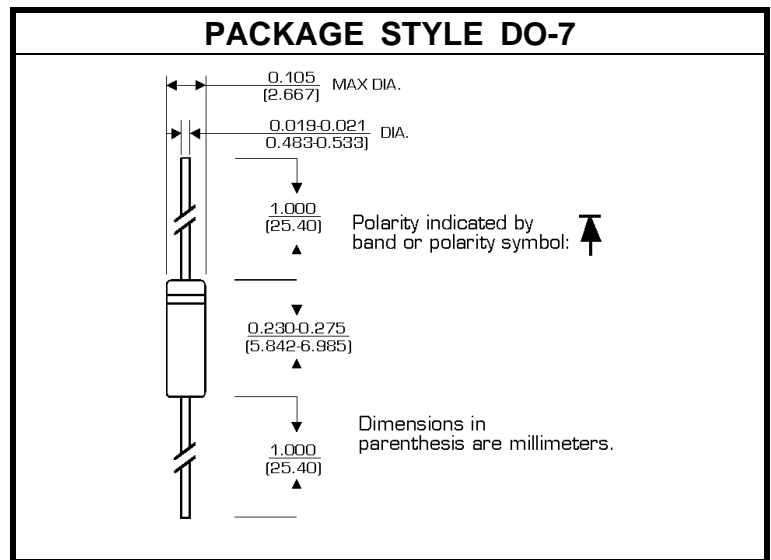 PACKAGE STYLE DO-7
0.105
(2.667)
MAX DIA.
0.019-0.021
0.483-0.533)
DIA.
1.000
(25.40)
Polarity indicated by
band or polarity symbol:
0.230-0.275
(5.842-6.985)
Dimensions in
parenthesis are millimeters.
1.000
(25.40)